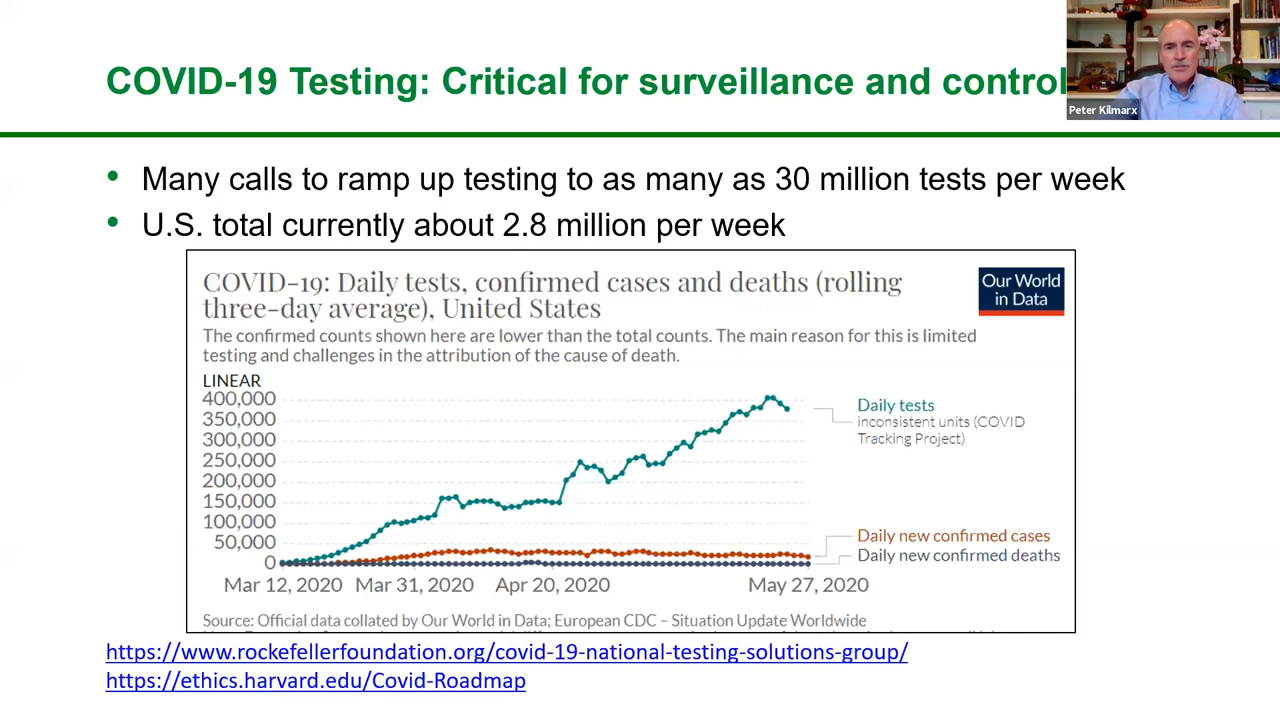 COVID-19 Testing: Critical for surveillance and control
Peter Kilmarx
• Many calls to ramp up testing to as many as 30 million tests per week
• U.S. total currently about 2.8 million per week
COVID-19: Daily tests, confirmed cases and deaths (rolling
three-day average), United States
Our World
in Data
The confirmed counts shown here are lower than the total counts. The main reason for this is limited
testing and challenges in the attribution of the cause of death.
LINEAR
400,000
350,000
300,000
250,000
200,000
150,000
100,000
50,000
0
Daily tests
inconsistent units (COVID
Tracking Project)
Daily new confirmed cases
Daily new confirmed deaths
Mar 12, 2020 Mar 31, 2020 Apr 20, 2020 May 27, 2020
Source: Official data collated by Our World in Data; European CDC – Situation Update Worldwide
https://www.rockefellerfoundation.org/covid-19-national-testing-solutions-group/
https://ethics.harvard.edu/Covid-Roadmap